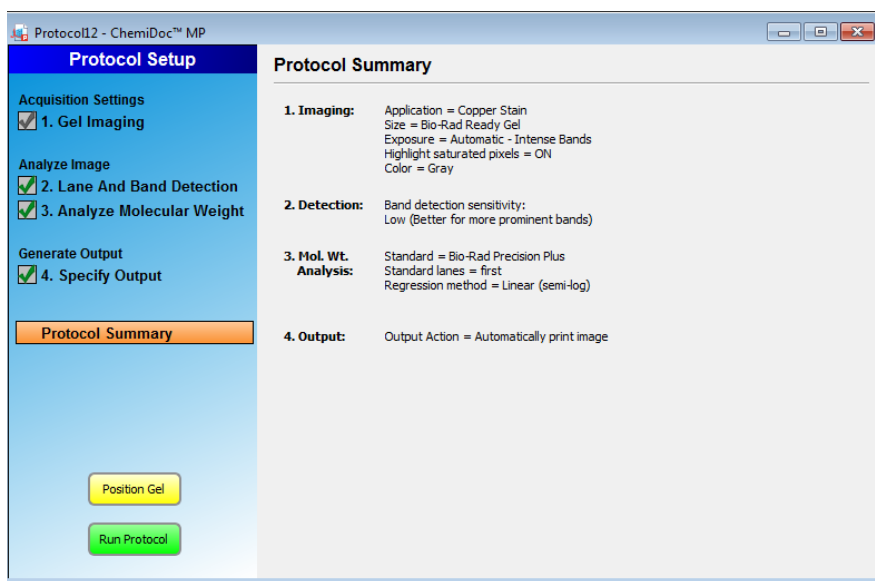 Protocol12 - ChemiDoc™ MP
Protocol Setup
Acquisition Settings
1. Gel Imaging
Analyze Image
2. Lane And Band Detection
3. Analyze Molecular Weight
Generate Output
4. Specify Output
Protocol Summary
Position Gel
Run Protocol
Protocol Summary
1. Imaging: Application = Copper Stain
Size = Bio-Rad Ready Gel
Exposure = Automatic - Intense Bands
Highlight saturated pixels = ON
Color = Gray
2. Detection: Band detection sensitivity:
Low (Better for more prominent bands)
3. Mol. Wt. Standard = Bio-Rad Precision Plus
Analysis: Standard lanes = first
Regression method = Linear (semi-log)
4. Output: Output Action = Automatically print image